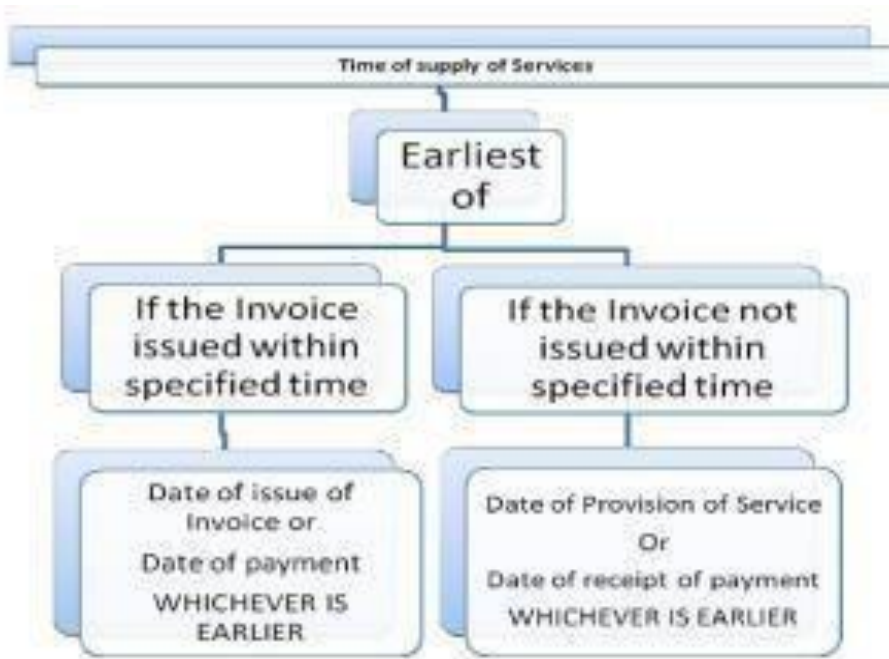 Time of supply of Services
Earliest
of
If the Invoice
issued within
specified time
If the Invoice not
issued within
specified time
Date of issue of
Invoice or
Date of payment
WHICHEVER IS
EARLIER
Date of Provision of Service
Or
Date of receipt of payment
WHICHEVER IS EARLIER